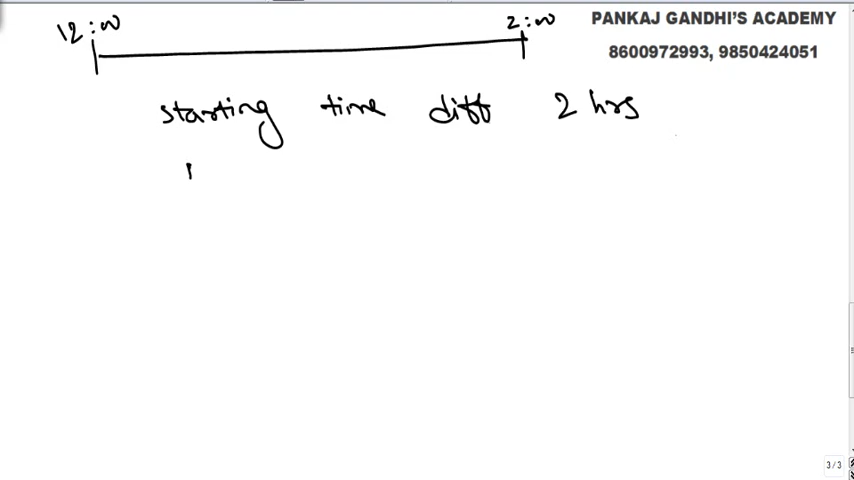 12:00 2:00 PANKAJ GANDHI'S ACADEMY
8600972993, 9850424051
starting time diff 2 hrs
3/3